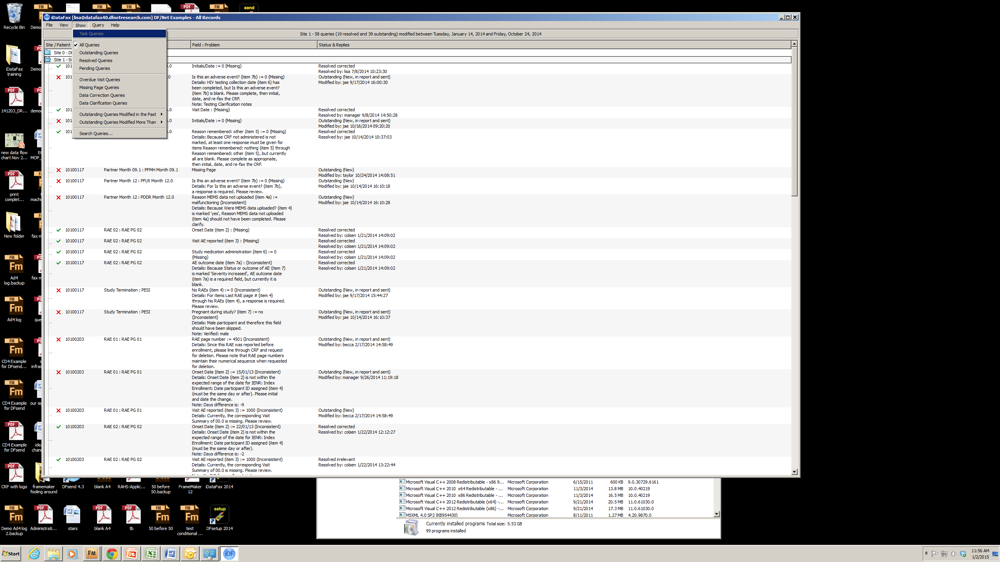 iDataFax [lisa@datafax40.dfnetresearch.com] DF/Net Examples - All Records
File View Show Query Help
Task Queries
All Queries
Outstanding Queries
Resolved Queries
Pending Queries
Overdue Visit Queries
Missing Page Queries
Data Correction Queries
Data Clarification Queries
Outstanding Queries Modified in the Past
Outstanding Queries Modified More Than
Search Queries...
Site 1 - 58 queries (19 resolved and 39 outstanding) modified between Tuesday, January 14, 2014 and Friday, October 24, 2014
Site / Patient Field : Problem Status & Replies
Site 0 - D
Site 1 - Si
101 .0 Initials/Date := 0 (Missing) Resolved corrected
Resolved by: lisa 7/8/2014 10:23:30
101 .0 Is this an adverse event? (item 7b) := 0 (Missing) Outstanding (New, in report and sent)
Details: HIV testing collection date (item 6) has Modified by: jae 9/17/2014 16:00:30
been completed, but Is this an adverse event?
(item 7b) is blank. Please complete, then initial,
date, and re-fax the CRF.
Note: Testing Clarification notes
101 .0 Visit Date : (Missing) Resolved corrected
Resolved by: manager 9/8/2014 14:50:28
101 .0 Initials/Date := 0 (Missing) Outstanding (New, in report and sent)
Modified by: jae 10/16/2014 09:20:20
101 .0 Reason remembered: other (item 5) := 0 (Missing) Resolved corrected
Details: Because CRF not administered is not Resolved by: jae 10/14/2014 10:37:03
marked, at least one response must be given for
items Reason remembered: nothing (item 5) through
Reason remembered: other (item 5), but currently
all are blank. Please complete as appropriate,
then initial, date, and re-fax the CRF.
10100117 Partner Month 09.1 : PFMH Month 09.1 Missing Page Outstanding (New)
Modified by: taylor 10/24/2014 14:08:51
10100117 Partner Month 12 : PFLR Month 12.0 Is this an adverse event? (item 7b) := 0 (Missing) Outstanding (New)
Details: For Is this an adverse event? (item 7b), Modified by: jae 10/14/2014 16:10:18
a response is required. Please review.
10100117 Partner Month 12 : PDDR Month 12.0 Reason MEMS data not uploaded (item 4a) := Outstanding (New)
malfunctioning (Inconsistent) Modified by: jae 10/14/2014 16:10:28
Details: Because Were MEMS data uploaded? (item 4)
is marked 'yes', Reason MEMS data not uploaded
(item 4a) should not have been completed. Please
clarify.
10100117 RAE 02 : RAE PG 02 Onset Date (item 2) : (Missing) Resolved corrected
Resolved by: colsen 1/21/2014 14:09:02
10100117 RAE 02 : RAE PG 02 Visit AE reported (item 3) : (Missing) Resolved corrected
Resolved by: colsen 1/21/2014 14:09:02
10100117 RAE 02 : RAE PG 02 Study medication administration (item 6) := 0 Resolved corrected
(Missing) Resolved by: colsen 1/21/2014 14:09:02
10100117 RAE 02 : RAE PG 02 AE outcome date (item 7a) : (Inconsistent) Resolved corrected
Details: Because Status or outcome of AE (item 7) Resolved by: colsen 1/21/2014 14:09:02
is marked 'Severity increased', AE outcome date
(item 7a) is a required field, but currently it is
blank.
10100117 Study Termination : PESI No RAEs (item 4) := 0 (Inconsistent) Outstanding (New, in report and sent)
Details: For items Last RAE page # (item 4) Modified by: jae 9/17/2014 15:44:27
through No RAEs (item 4), a response is required.
Please review.
10100117 Study Termination : PESI Pregnant during study? (item 7) := no Outstanding (New, in report and sent)
(Inconsistent) Modified by: jae 10/14/2014 16:10:37
Details: Male participant and therefore this field
should have been skipped.
Note: Verified: male
10100203 RAE 01 : RAE PG 01 RAE page number := 4501 (Inconsistent) Outstanding (New, in report and sent)
Details: Since this RAE was reported before Modified by: becca 2/17/2014 14:58:49
enrollment, please line through CRF and request
for deletion. Please note that RAE page numbers
maintain their numerical sequence when requested
for deletion.
10100203 RAE 01 : RAE PG 01 Onset Date (item 2) := 15/01/13 (Inconsistent) Outstanding (New, in report and sent)
Details: Onset Date (item 2) is not within the Modified by: manager 9/26/2014 11:19:18
expected range of the date for IENR: Index
Enrollment: Date participant ID assigned (item 4)
(must be the same day or after). Please initial
and date the change.
Note: Days difference is: -9
10100203 RAE 01 : RAE PG 01 Visit AE reported (item 3) := 1000 (Inconsistent) Outstanding (New)
Details: Currently, the corresponding Visit Modified by: becca 2/17/2014 14:58:49
Summary of 00.0 is missing. Please review.
10100203 RAE 02 : RAE PG 02 Onset Date (item 2) := 22/01/13 (Inconsistent) Resolved corrected
Details: Onset Date (item 2) is not within the Resolved by: colsen 1/22/2014 12:12:27
expected range of the date for IENR: Index
Enrollment: Date participant ID assigned (item 4)
(must be the same day or after).
Note: Days difference is: -2
10100203 RAE 02 : RAE PG 02 Visit AE reported (item 3) := 1000 (Inconsistent) Resolved irrelevant
Details: Currently, the corresponding Visit Resolved by: colsen 1/22/2014 13:22:44
Summary of 00.0 is missing. Please review.
Recycle Bin Demo
iDataFax Demo
training
141203_DR... demog
new data flow EC
chart Nov 2... MOP_
print f
complet... machi
New folder fax m
Ad4 fax m
log.backup
Ad4 log que
CD4 Example s
for DFsend... infras
CD4 Example our sig
for DFsend
CD4 Example idea
for DFsend chang
CRF with logo framemaker DFsend 4.3 blank A4 RAHS-Applic... 50 before FrameMaker iDataFax 2014
fooling around 50.backup 12
Demo Ad4 log Administrati... stars blank A4 tb 50 before 50 test DFsetup 2014
2.backup conditional ...
send
setup
Microsoft Visual C++ 2008 Redistributable - x86 9... Microsoft Corporation 6/15/2011 600 KB 9.0.30729.6161
Microsoft Visual C++ 2010 x64 Redistributable - ... Microsoft Corporation 11/3/2014 13.8 MB 10.0.40219
Microsoft Visual C++ 2010 x86 Redistributable - ... Microsoft Corporation 11/3/2014 16.5 MB 10.0.40219
Microsoft Visual C++ 2012 Redistributable (x64) -... Microsoft Corporation 9/21/2014 20.5 MB 11.0.61030.0
Microsoft Visual C++ 2012 Redistributable (x86) -... Microsoft Corporation 9/21/2014 17.3 MB 11.0.61030.0
MSXML 4.0 SP2 (KB954430) Microsoft Corporation 8/11/2011 1.27 MB 4.20.9870.0
Currently installed programs Total size: 5.53 GB
99 programs installed
Start FM iDF 11:56 AM
1/2/2015